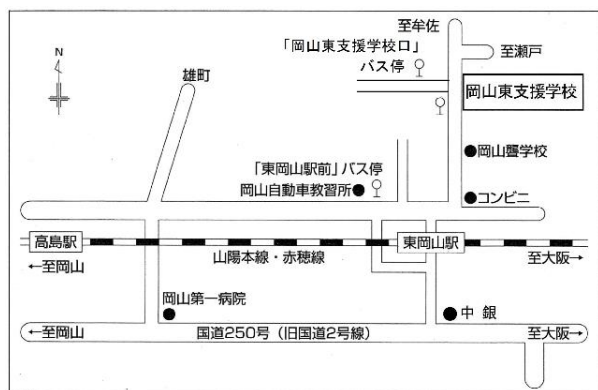 至牟佐
「岡山東支援学校口」
バス停
至瀬戸
N
雄町
岡山東支援学校
岡山聾学校
「東岡山駅前」バス停
岡山自動車教習所
コンビニ
高島駅
東岡山駅
←至岡山
山陽本線・赤穂線
至大阪→
岡山第一病院
中 銀
←至岡山
国道250号（旧国道2号線）
至大阪→